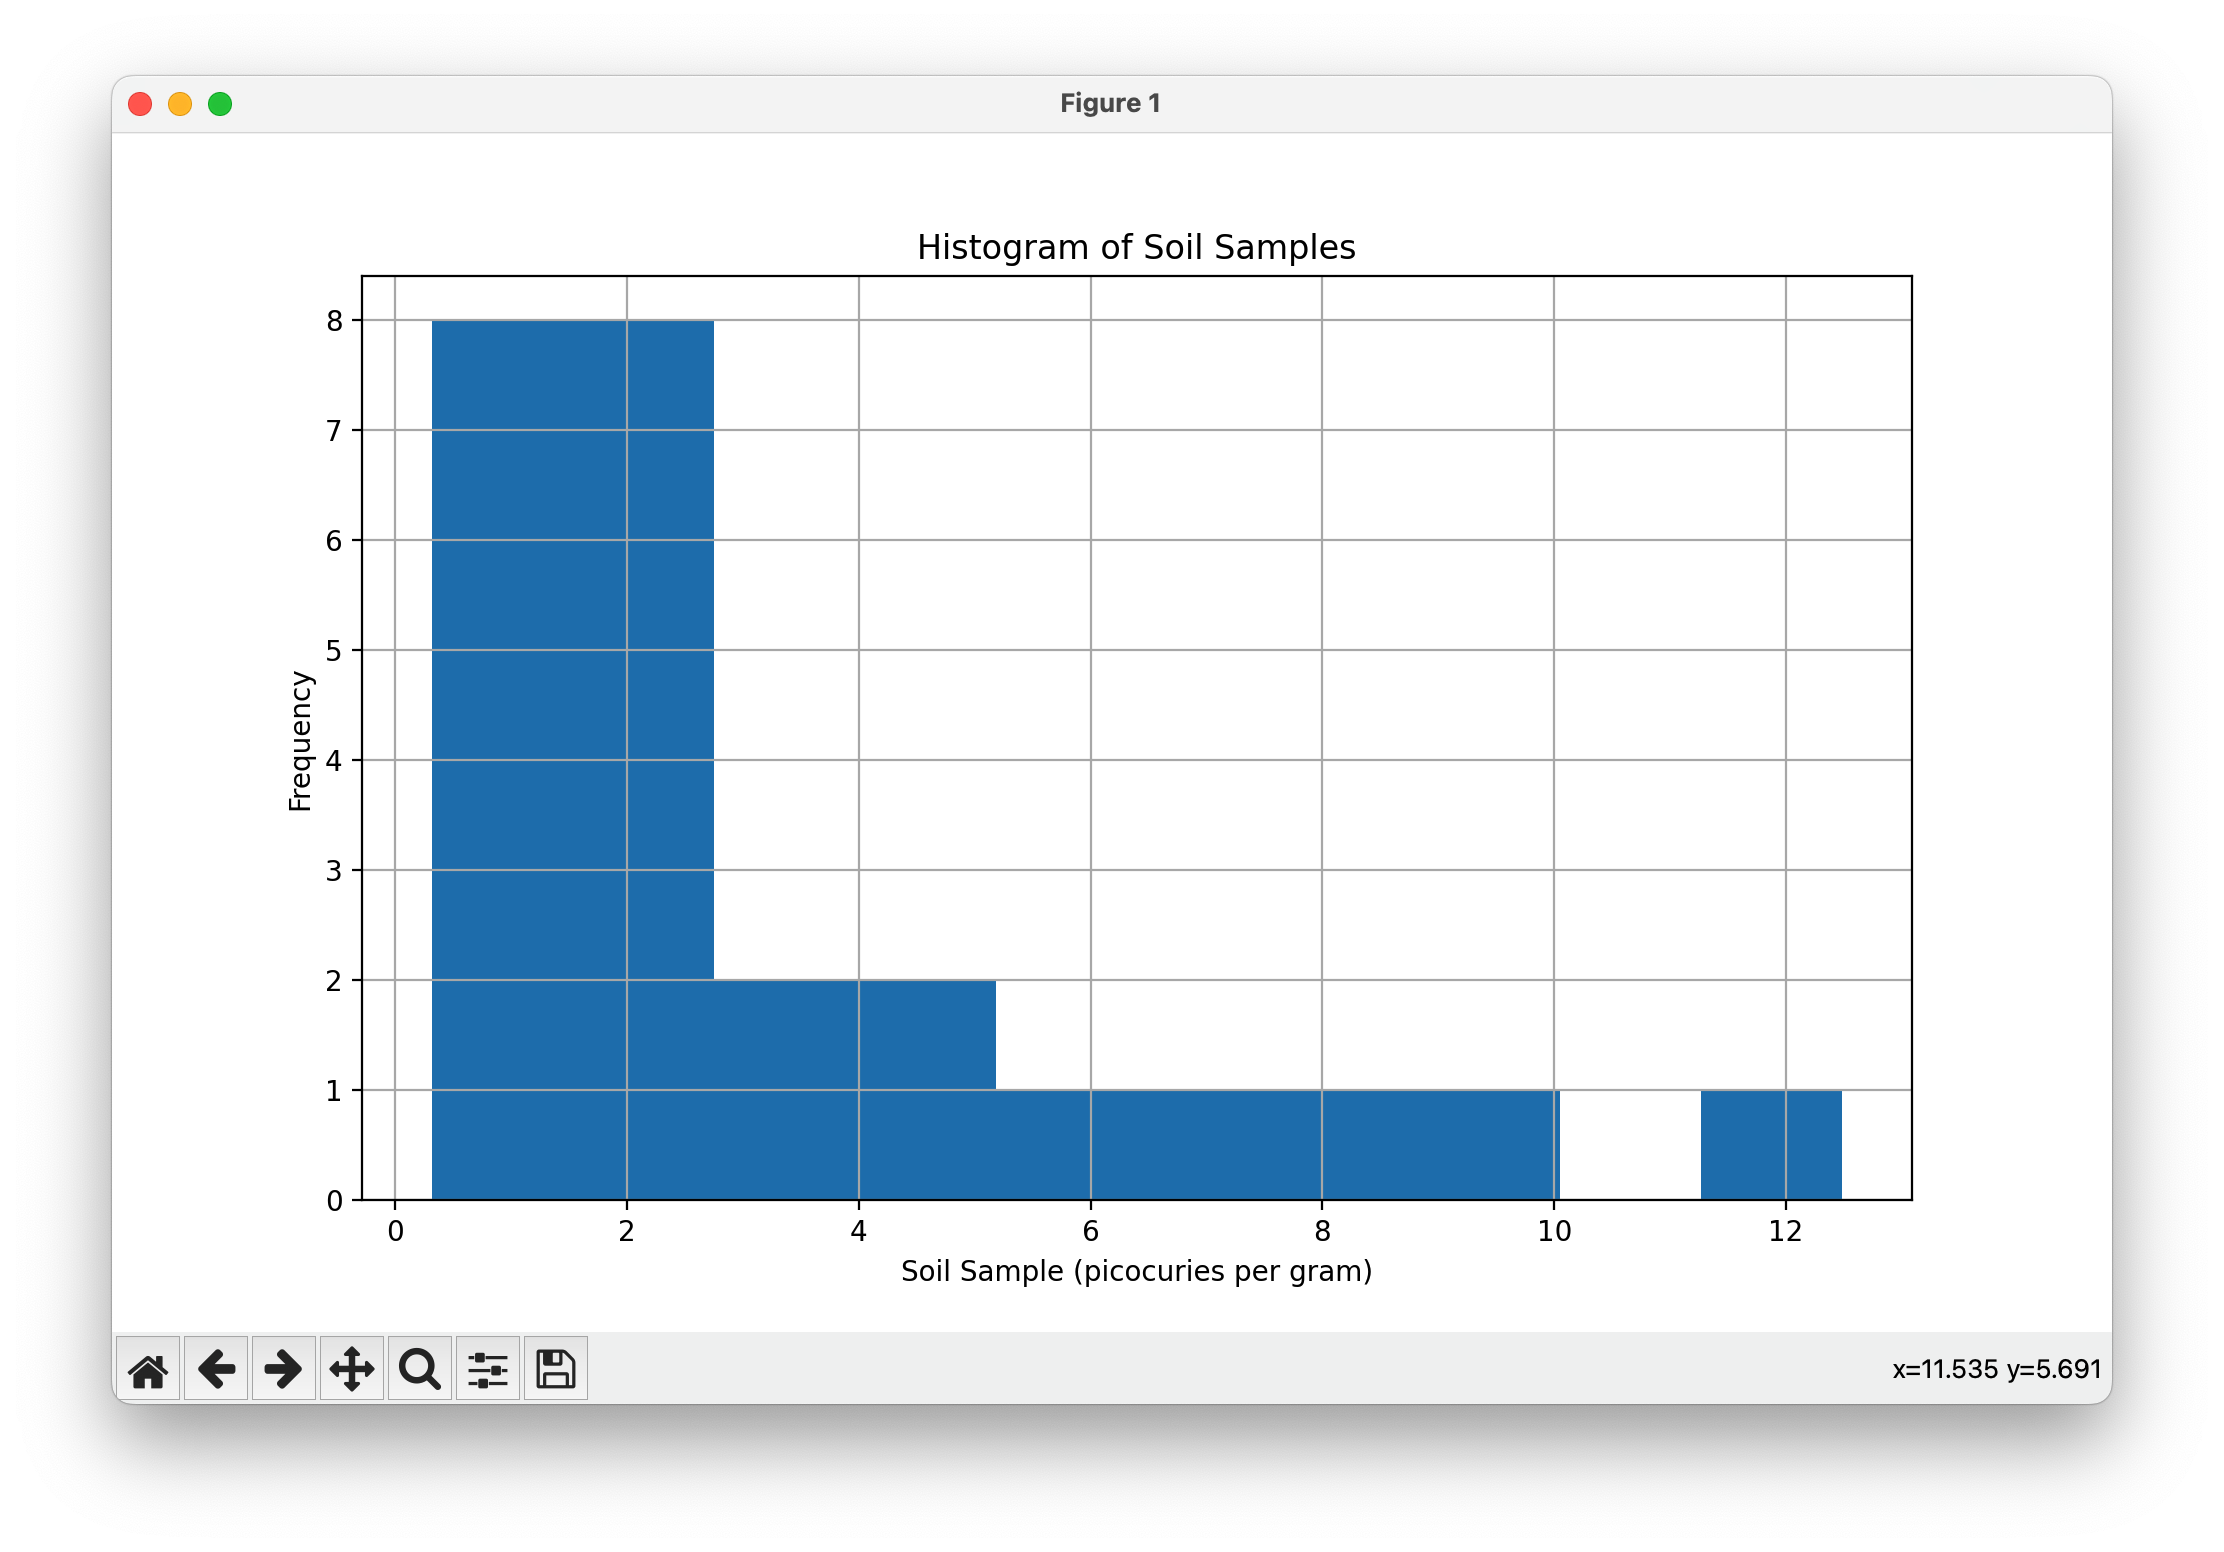 Figure 1
Histogram of Soil Samples
8
7
6
5
4
3
2
1
0
Frequency
0 2 4 6 8 10 12
Soil Sample (picocuries per gram)
x=11.535 y=5.691